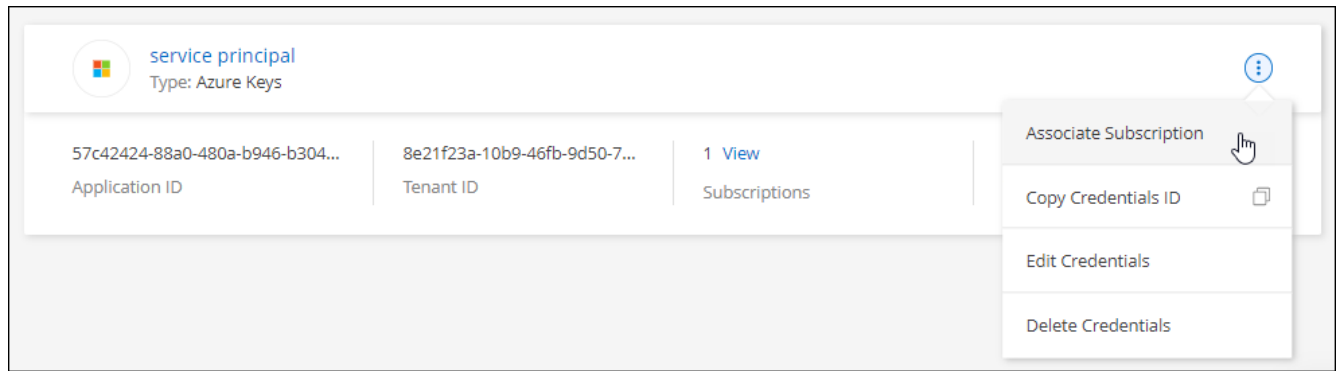 service principal
Type: Azure Keys
57c42424-88a0-480a-b946-b304...
Application ID
8e21f23a-10b9-46fb-9d50-7...
Tenant ID
1 View
Subscriptions
Associate Subscription
Copy Credentials ID
Edit Credentials
Delete Credentials